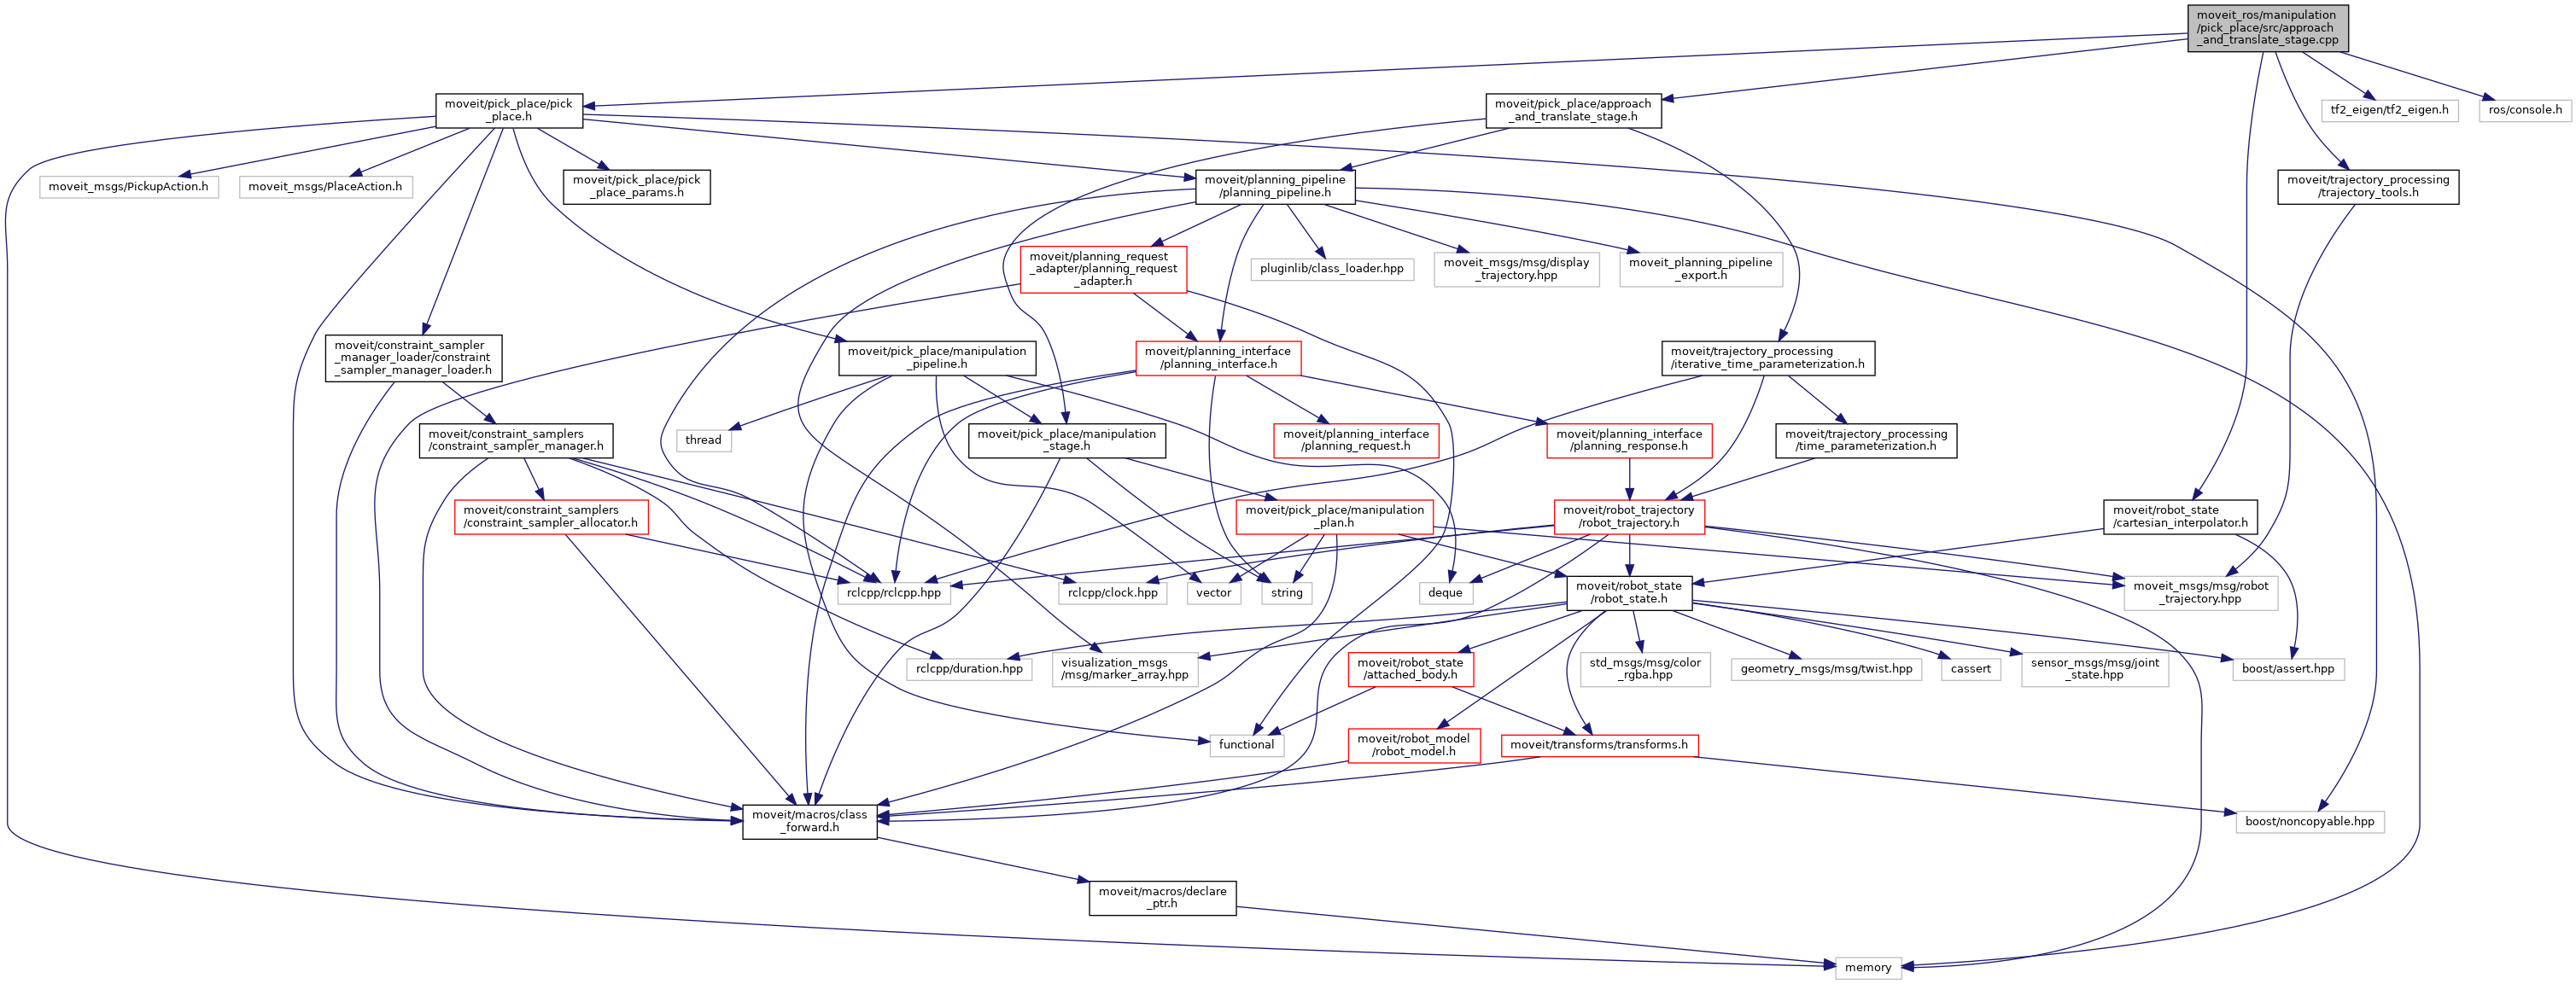 moveit_ros/manipulation
/pick_place/src/approach
_and_translate_stage.cpp
moveit/pick_place/pick
_place.h
moveit/pick_place/approach
_and_translate_stage.h
tf2_eigen/tf2_eigen.h
ros/console.h
moveit_msgs/PickupAction.h
moveit_msgs/PlaceAction.h
moveit/pick_place/pick
_place_params.h
moveit/planning_pipeline
/planning_pipeline.h
moveit/trajectory_processing
/trajectory_tools.h
moveit/planning_request
_adapter/planning_request
_adapter.h
pluginlib/class_loader.hpp
moveit_msgs/msg/display
_trajectory.hpp
moveit_planning_pipeline
_export.h
moveit/constraint_sampler
_manager_loader/constraint
_sampler_manager_loader.h
moveit/pick_place/manipulation
_pipeline.h
moveit/planning_interface
/planning_interface.h
moveit/trajectory_processing
/iterative_time_parameterization.h
moveit/constraint_samplers
/constraint_sampler_manager.h
thread
moveit/pick_place/manipulation
_stage.h
moveit/planning_interface
/planning_request.h
moveit/planning_interface
/planning_response.h
moveit/trajectory_processing
/time_parameterization.h
moveit/constraint_samplers
/constraint_sampler_allocator.h
moveit/pick_place/manipulation
_plan.h
moveit/robot_trajectory
/robot_trajectory.h
moveit/robot_state
/cartesian_interpolator.h
rclcpp/rclcpp.hpp
rclcpp/clock.hpp
vector
string
deque
moveit/robot_state
/robot_state.h
moveit_msgs/msg/robot
_trajectory.hpp
rclcpp/duration.hpp
visualization_msgs
/msg/marker_array.hpp
moveit/robot_state
/attached_body.h
std_msgs/msg/color
_rgba.hpp
geometry_msgs/msg/twist.hpp
cassert
sensor_msgs/msg/joint
_state.hpp
boost/assert.hpp
functional
moveit/robot_model
/robot_model.h
moveit/transforms/transforms.h
moveit/macros/class
_forward.h
boost/noncopyable.hpp
moveit/macros/declare
_ptr.h
memory